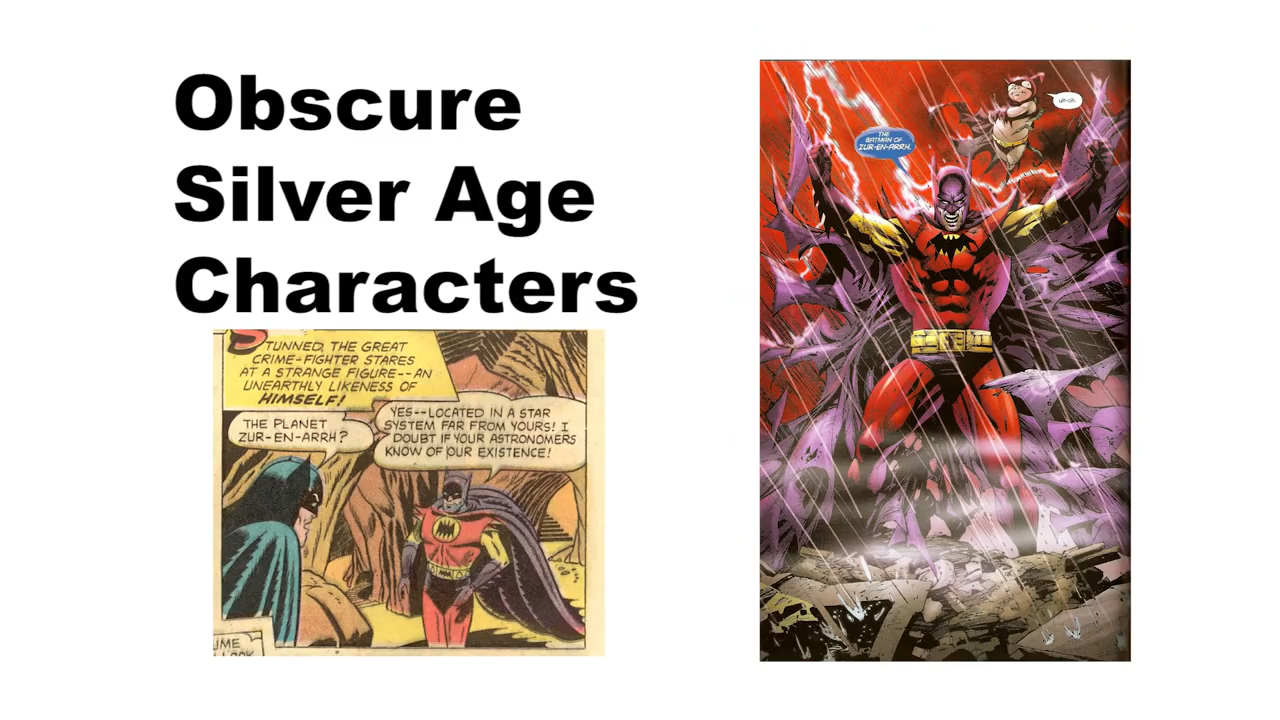 Obscure
Silver Age
Characters
STUNNED, THE GREAT
CRIME-FIGHTER STARES
AT A STRANGE FIGURE--AN
UNEARTHLY LIKENESS OF
HIMSELF!
THE PLANET
ZUR-EN-ARRH?
YES--LOCATED IN A STAR
SYSTEM FAR FROM YOURS! I
DOUBT IF YOUR ASTRONOMERS
KNOW OF OUR EXISTENCE!
UME
LOOK
THE
BATMAN OF
ZUR-EN-ARRH.
UH-OH.